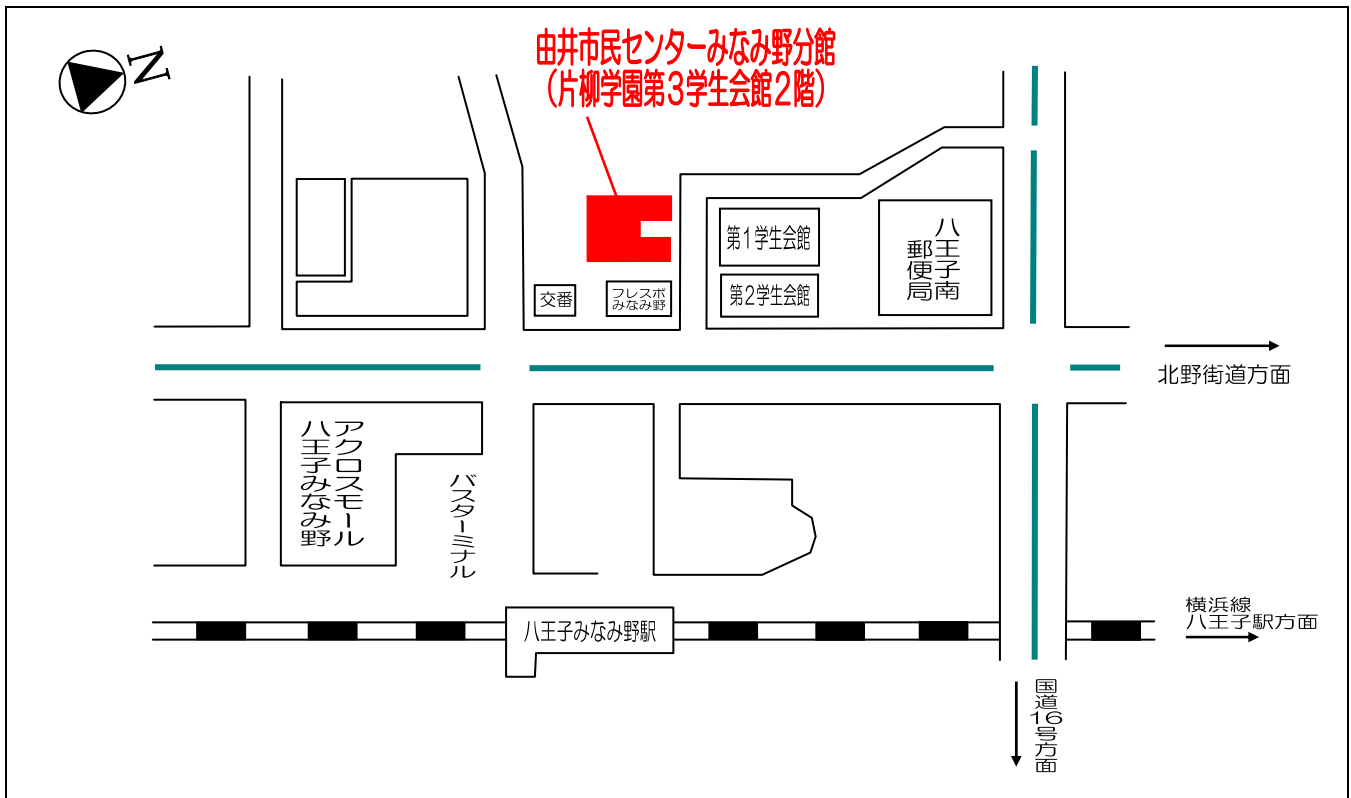 N
由井市民センターみなみ野分館
（片柳学園第３学生会館２階）
第１学生会館
第２学生会館
八王子南
郵便局
交番
フレスポ
みなみ野
北野街道方面
アクロスモール
八王子みなみ野
バスターミナル
八王子みなみ野駅
横浜線
八王子駅方面
国道16号方面